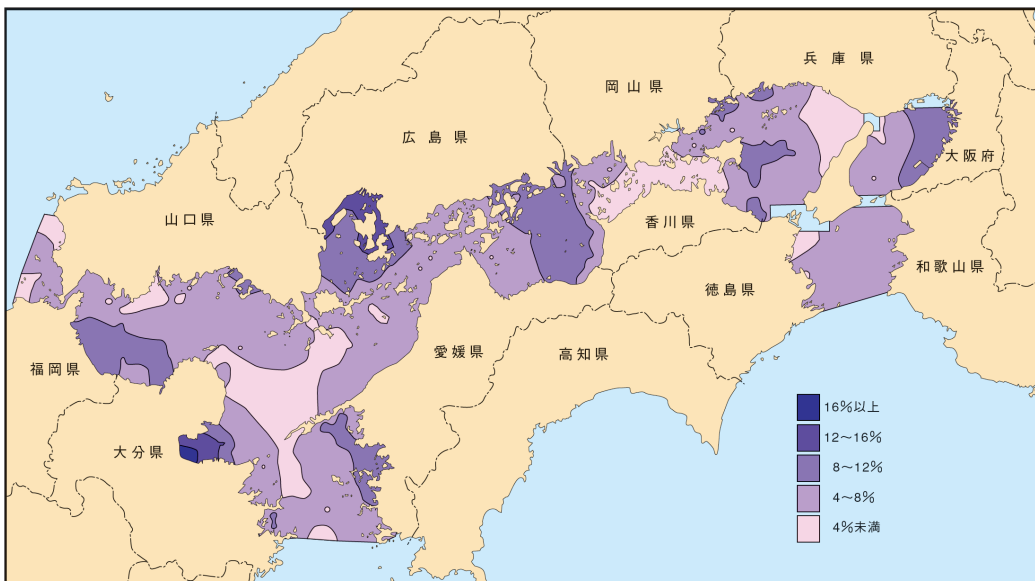 兵庫県
岡山県
広島県
大阪府
山口県
香川県
和歌山県
徳島県
愛媛県
高知県
福岡県
大分県
16%以上
12〜16%
8〜12%
4〜8%
4%未満